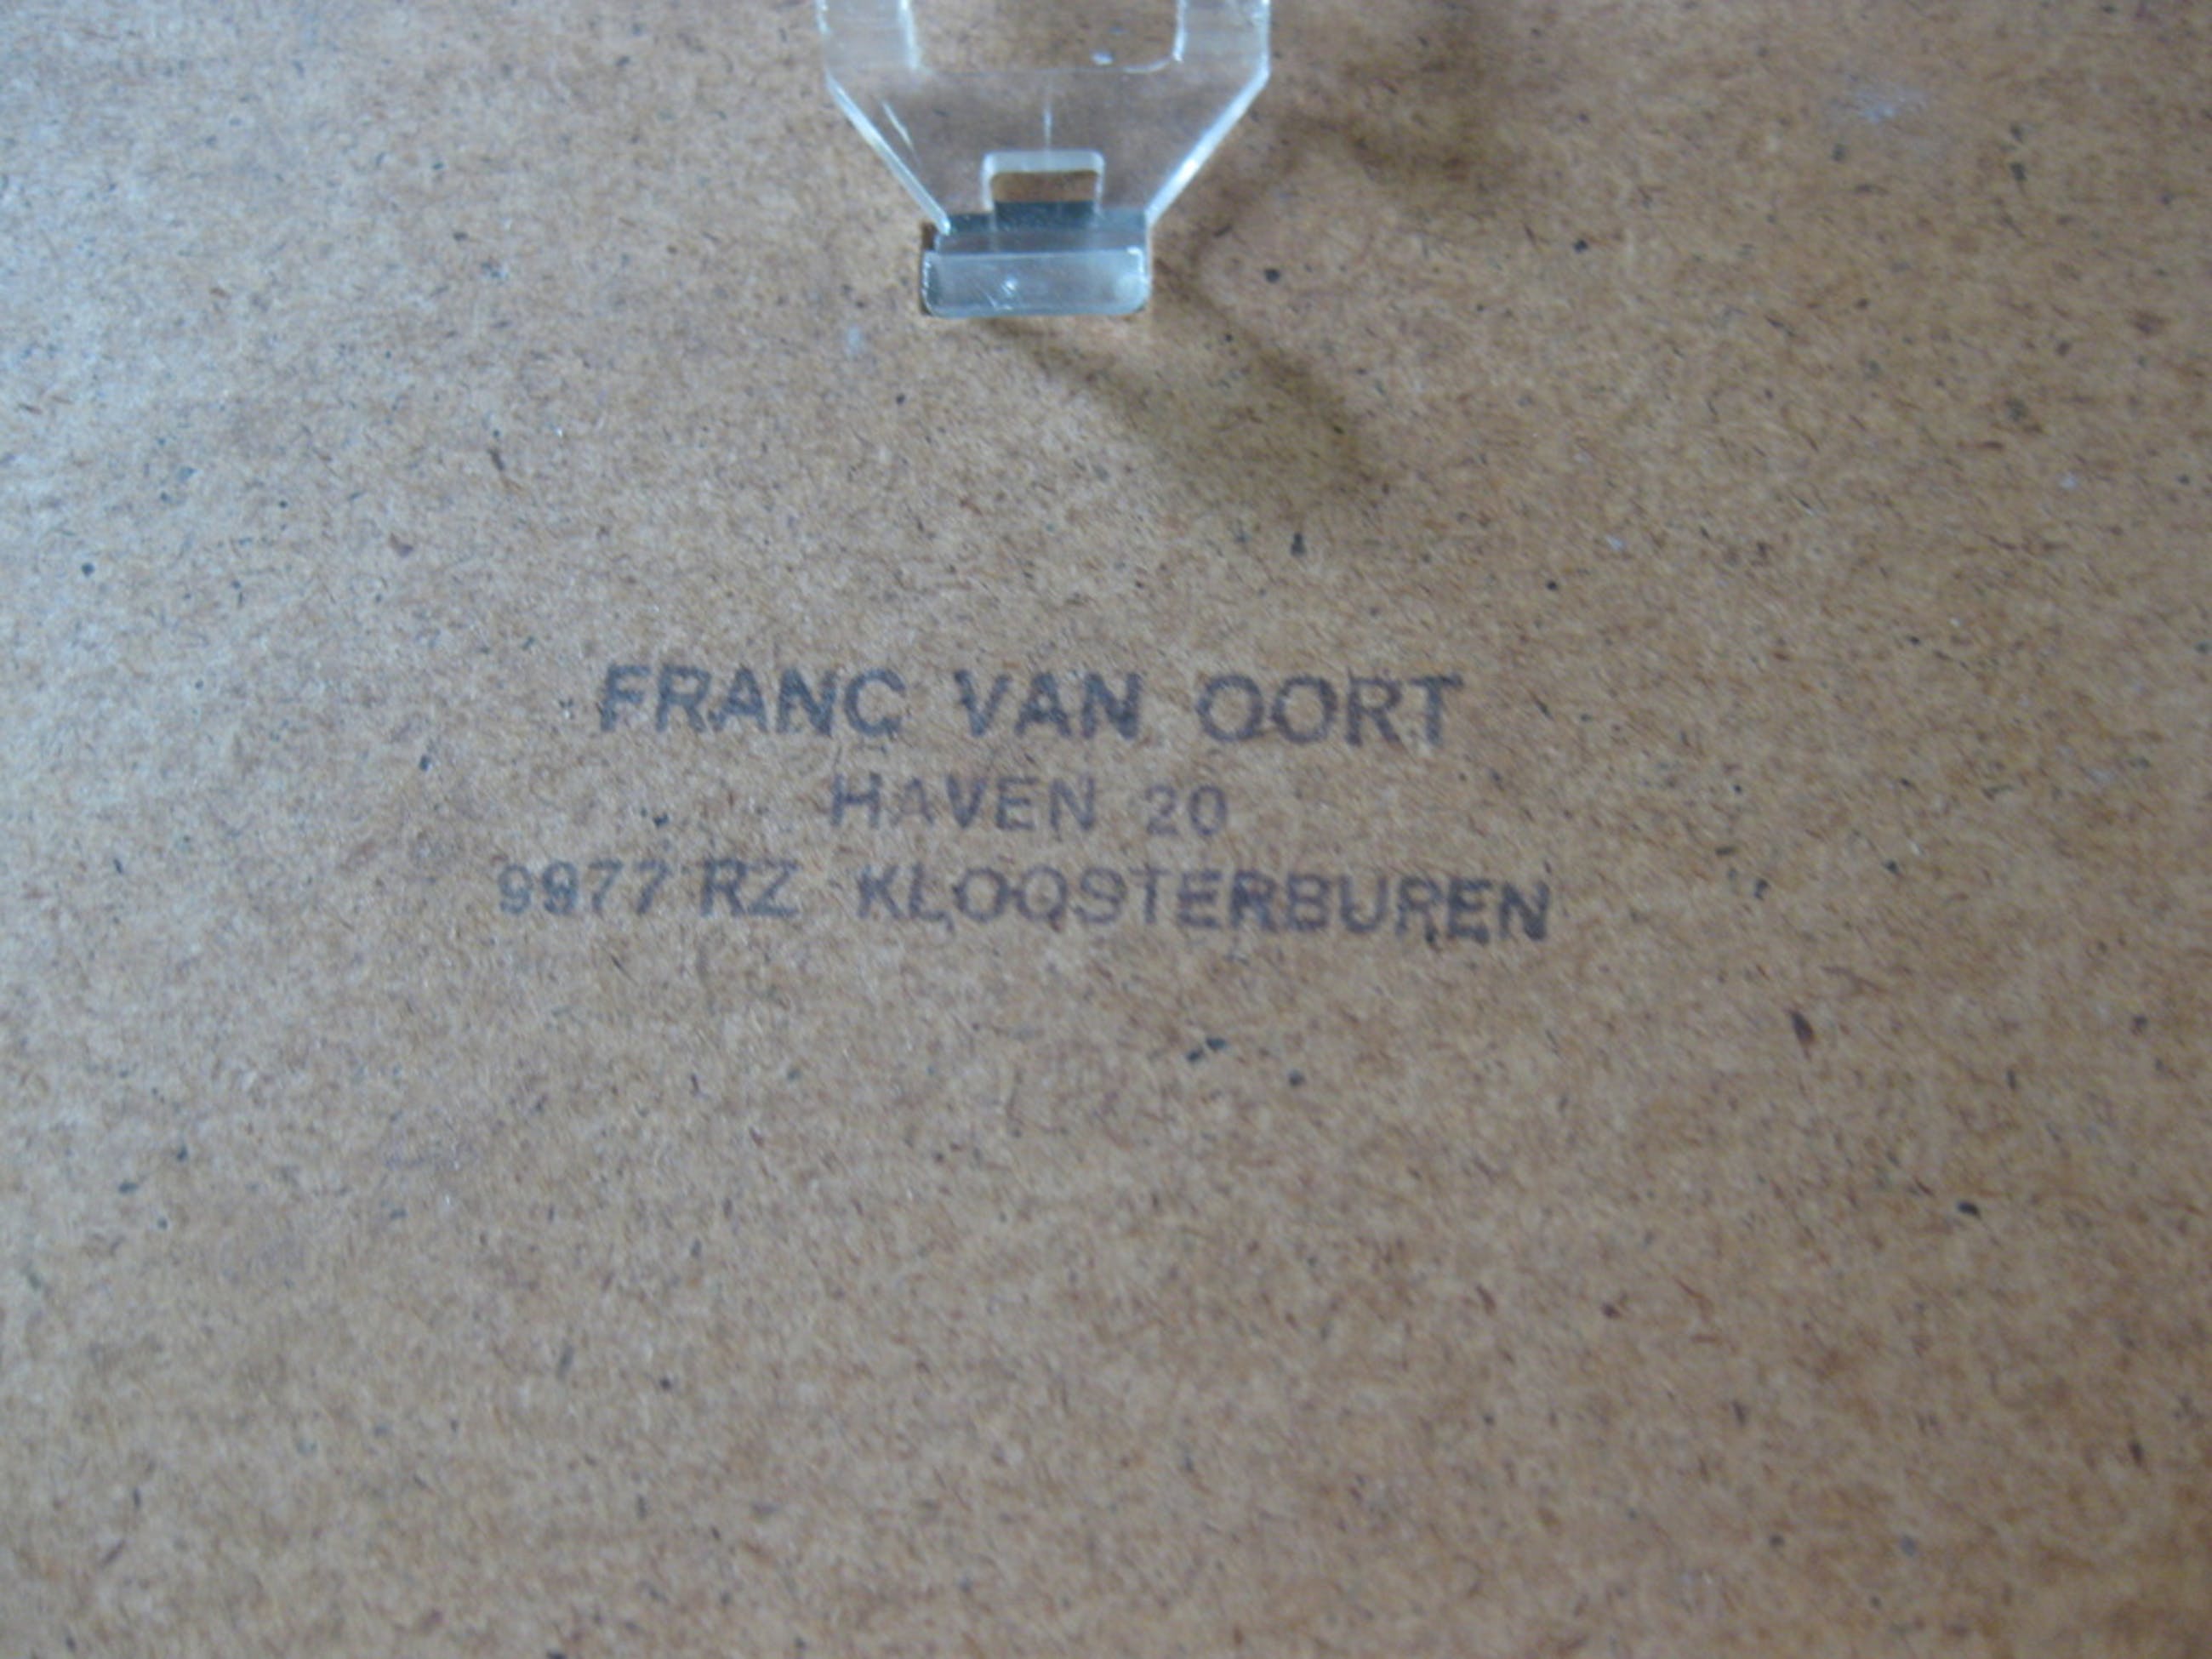 FRANC VAN OORT
HAVEN 20
9977 RZ KLOOSTERBUREN